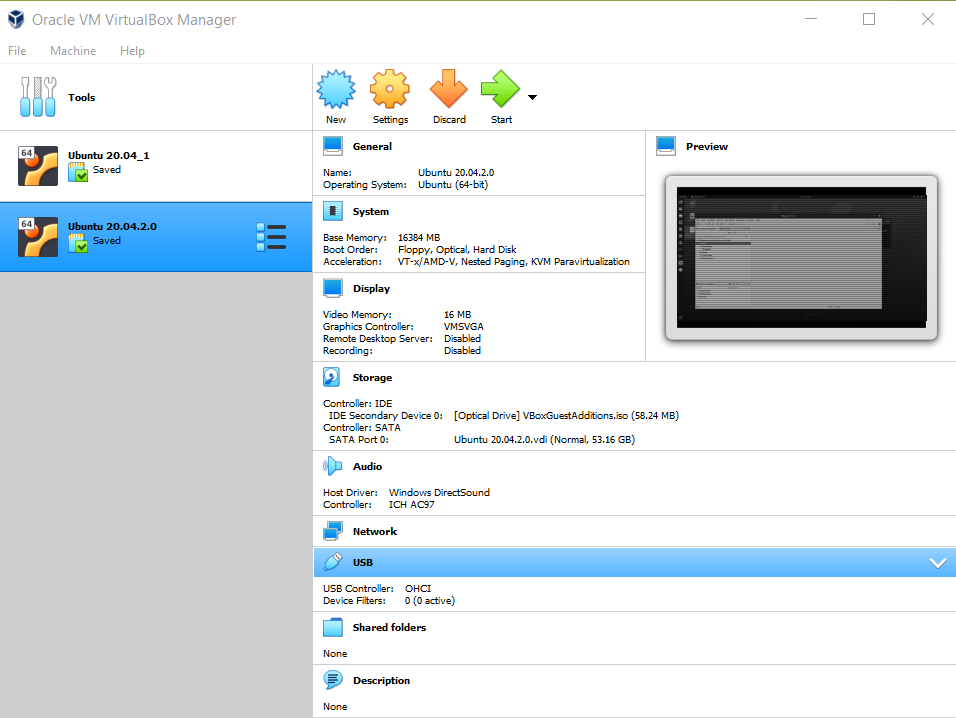 Oracle VM VirtualBox Manager
File Machine Help
Tools
New Settings Discard Start
64
Ubuntu 20.04_1
Saved
64
Ubuntu 20.04.2.0
Saved
General
Name: Ubuntu 20.04.2.0
Operating System: Ubuntu (64-bit)
Preview
System
Base Memory: 16384 MB
Boot Order: Floppy, Optical, Hard Disk
Acceleration: VT-x/AMD-V, Nested Paging, KVM Paravirtualization
Display
Video Memory: 16 MB
Graphics Controller: VMSVGA
Remote Desktop Server: Disabled
Recording: Disabled
Storage
Controller: IDE
IDE Secondary Device 0: [Optical Drive] VBoxGuestAdditions.iso (58.24 MB)
Controller: SATA
SATA Port 0: Ubuntu 20.04.2.0.vdi (Normal, 53.16 GB)
Audio
Host Driver: Windows DirectSound
Controller: ICH AC97
Network
USB
USB Controller: OHCI
Device Filters: 0 (0 active)
Shared folders
None
Description
None